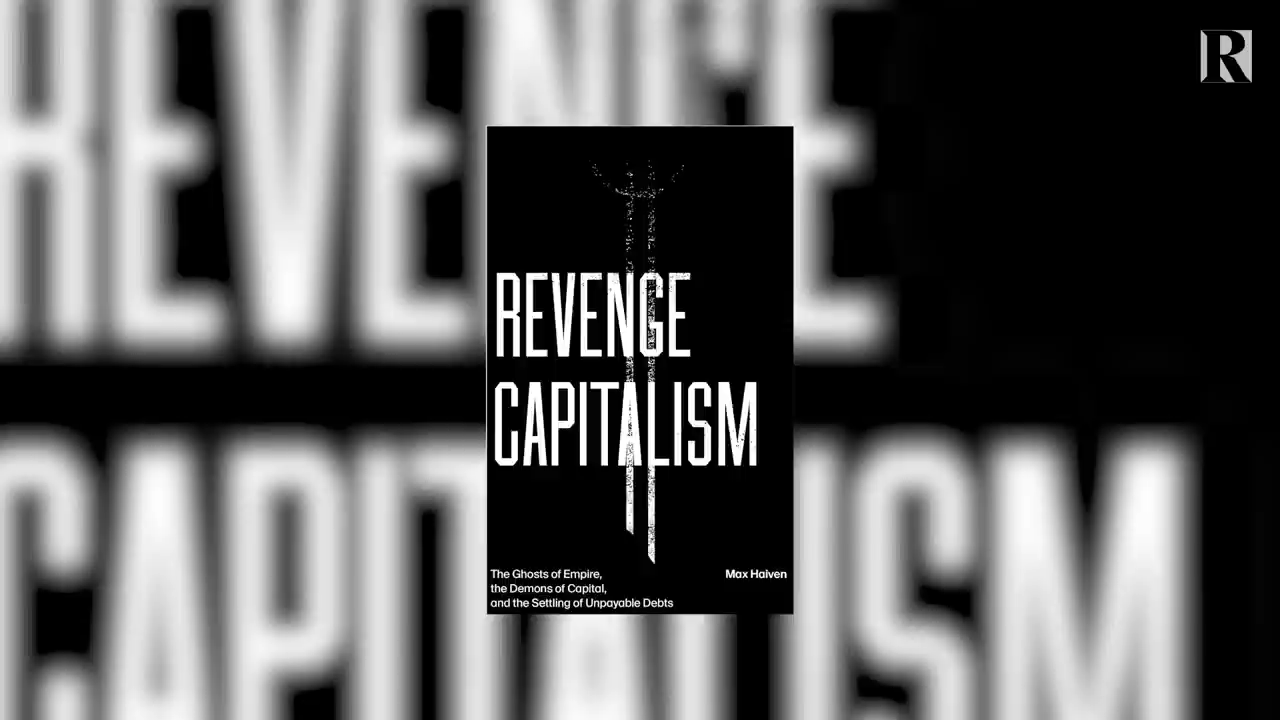 R
REVENGE
CAPITALISM
The Ghosts of Empire,
the Demons of Capital,
and the Settling of Unpayable Debts
Max Haiven